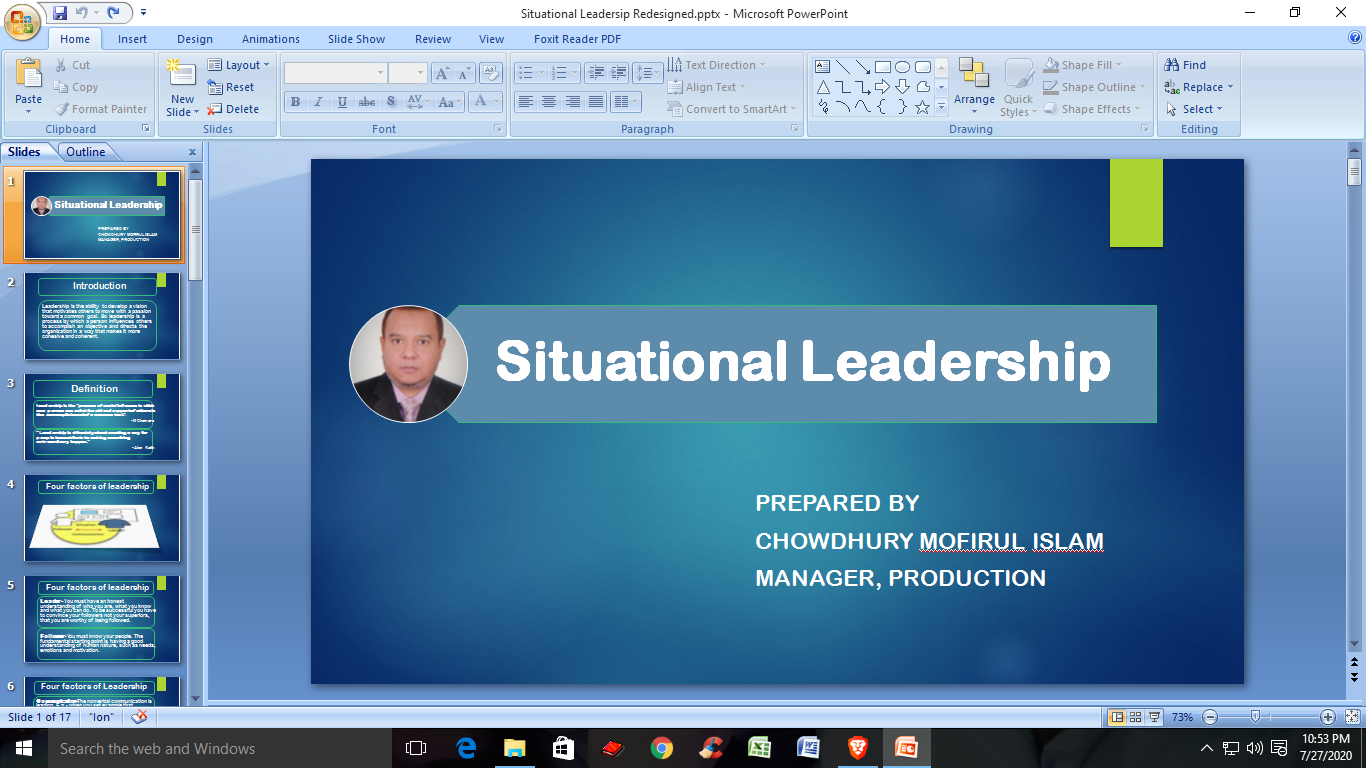 Situational Leadersip Redesigned.pptx - Microsoft PowerPoint
Home Insert Design Animations Slide Show Review View Foxit Reader PDF
Paste
Cut
Copy
Format Painter
Clipboard
New Slide
Layout
Reset
Delete
Slides
B I U abc S AV Aa A
Font
Text Direction
Align Text
Convert to SmartArt
Paragraph
Arrange
Quick Styles
Shape Fill
Shape Outline
Shape Effects
Drawing
Find
Replace
Select
Editing
Slides Outline x
1
Situational Leadership
PREPARED BY
CHOWDHURY MOFIRUL ISLAM
MANAGER, PRODUCTION
2
Introduction
Leadership is the ability to develop a vision
that motivates others to move with a passion
toward a common goal. So leadership is a
process by which a person influences others
to accomplish an objective and directs the
organization in a way that makes it more
cohesive and coherent.
3
Definition
4
Four factors of leadership
5
Four factors of leadership
Leader-You must have an honest
understanding of who you are, what you know
and what you can do. To be successful you have
to convince your followers not your superiors,
that you are worthy of being followed.
Follower-You must know your people. The
fundamental starting point is having a good
understanding of human nature, such as needs,
emotions and motivation.
6
Four factors of Leadership
Situational Leadership
PREPARED BY
CHOWDHURY MOFIRUL ISLAM
MANAGER, PRODUCTION
Slide 1 of 17 "Ion" 73%
Search the web and Windows
10:53 PM
7/27/2020